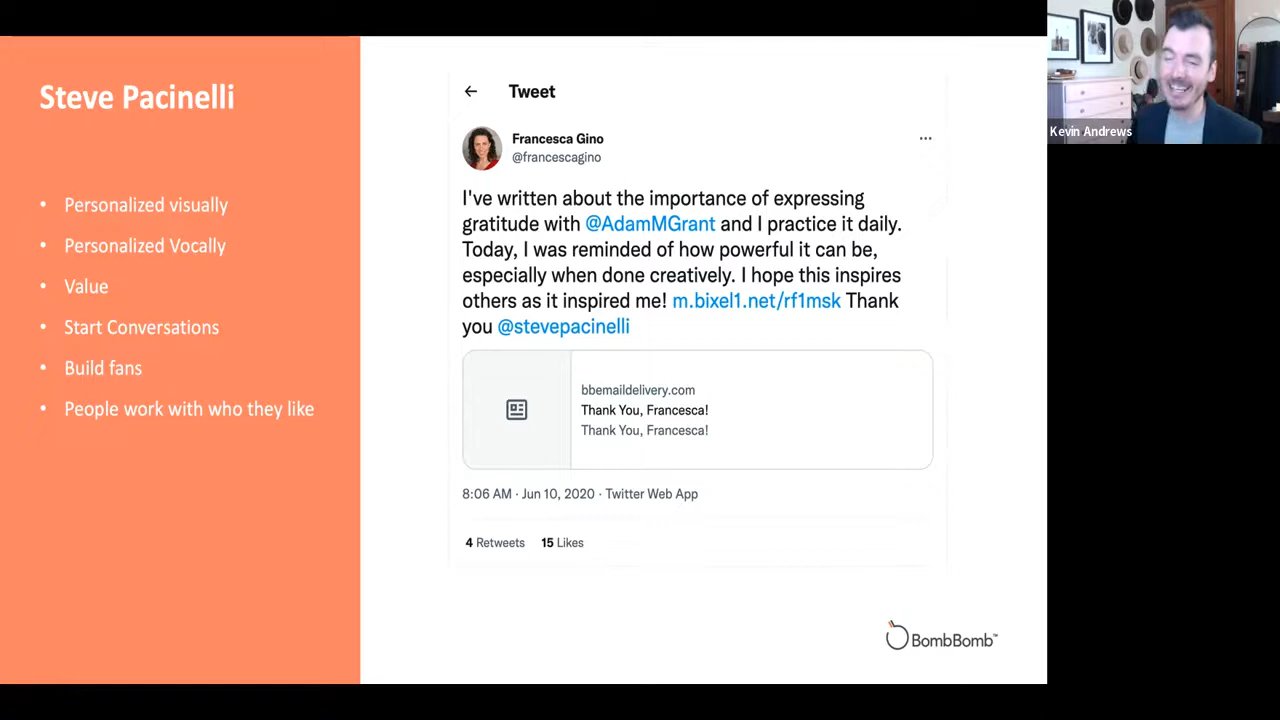 Steve Pacinelli
• Personalized visually
• Personalized Vocally
• Value
• Start Conversations
• Build fans
• People work with who they like
← Tweet
Francesca Gino
@francescagino
I've written about the importance of expressing
gratitude with @AdamMGrant and I practice it daily.
Today, I was reminded of how powerful it can be,
especially when done creatively. I hope this inspires
others as it inspired me! m.bixel1.net/rf1msk Thank
you @stevepacinelli
bbemaildelivery.com
Thank You, Francesca!
Thank You, Francesca!
8:06 AM · Jun 10, 2020 · Twitter Web App
4 Retweets 15 Likes
BombBomb™
Kevin Andrews